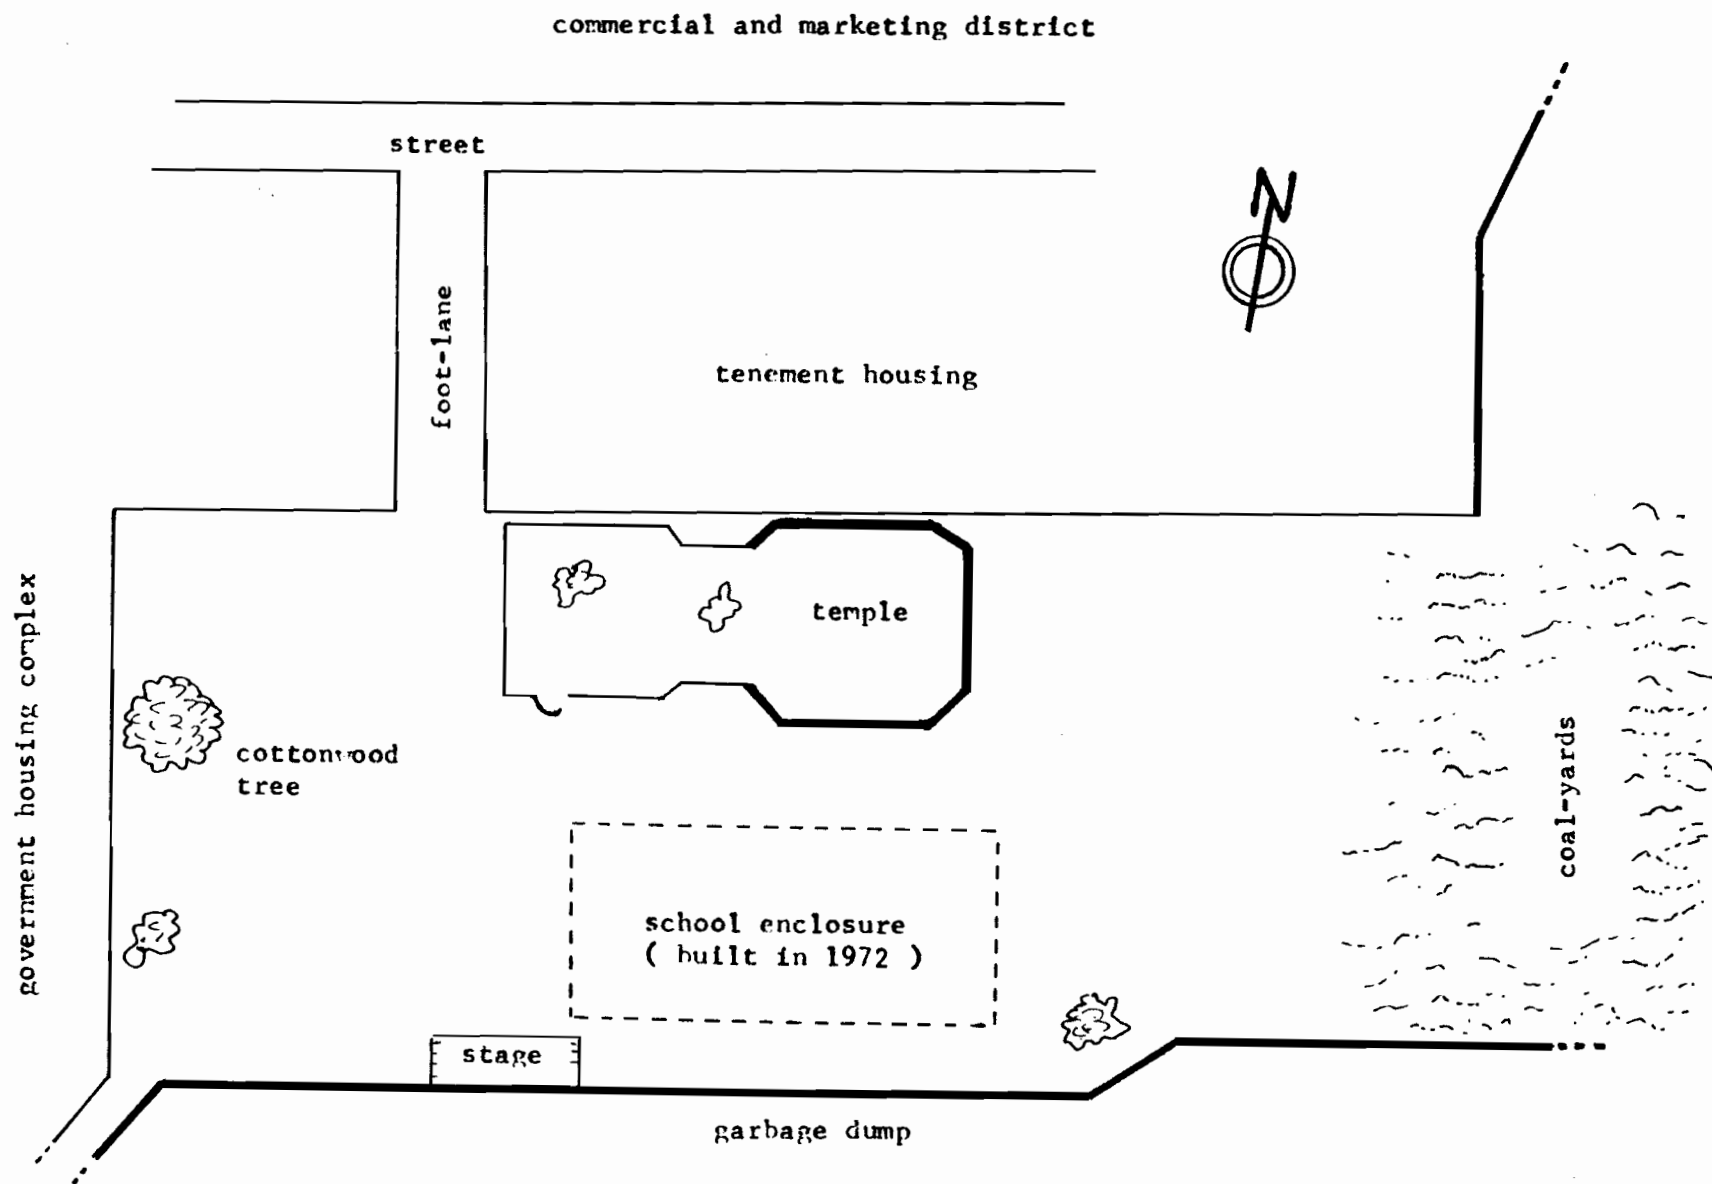 commercial and marketing district
street
N
foot-lane
tenement housing
temple
government housing complex
cottonwood
tree
coal-yards
school enclosure
( built in 1972 )
stage
garbage dump